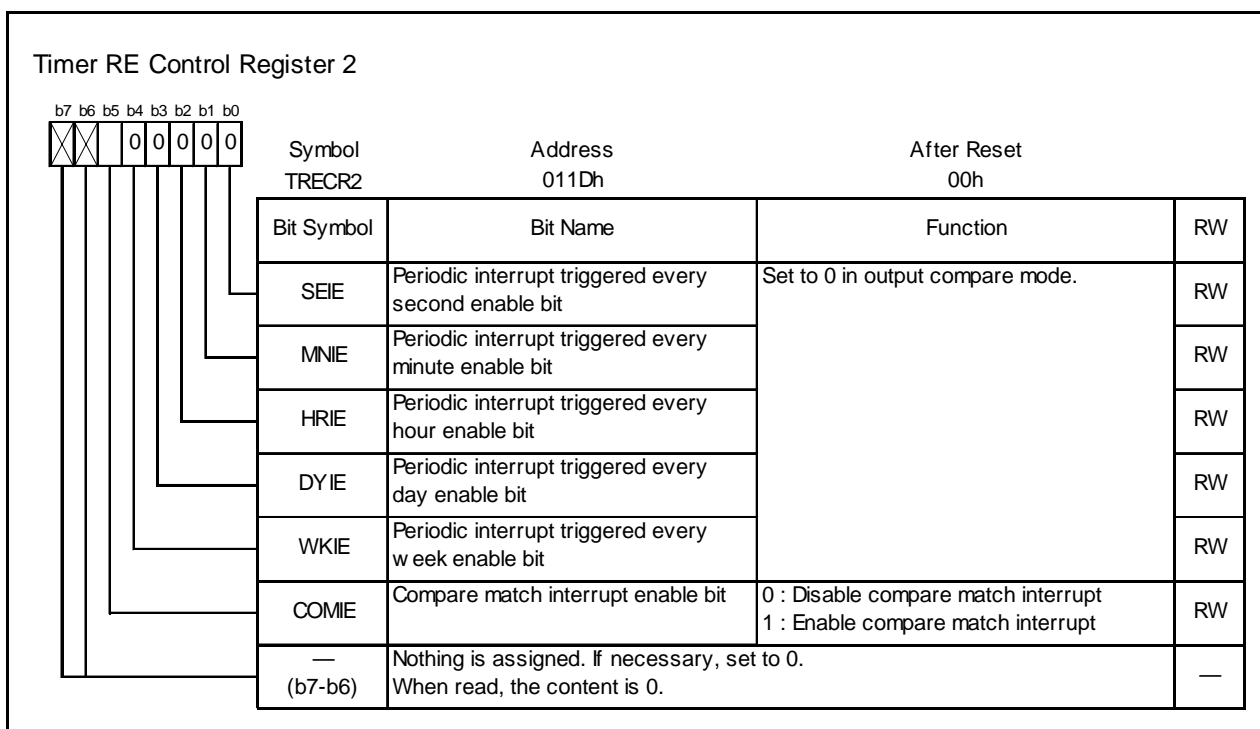 Timer RE Control Register 2
b7 b6 b5 b4 b3 b2 b1 b0
0 0 0 0 0
Symbol Address After Reset
TRECR2 011Dh 00h
Bit Symbol Bit Name Function RW
SEIE Periodic interrupt triggered every second enable bit Set to 0 in output compare mode. RW
MNIE Periodic interrupt triggered every minute enable bit RW
HRIE Periodic interrupt triggered every hour enable bit RW
DYIE Periodic interrupt triggered every day enable bit RW
WKIE Periodic interrupt triggered every week enable bit RW
COMIE Compare match interrupt enable bit 0 : Disable compare match interrupt
1 : Enable compare match interrupt RW
— (b7-b6) Nothing is assigned. If necessary, set to 0.
When read, the content is 0. —